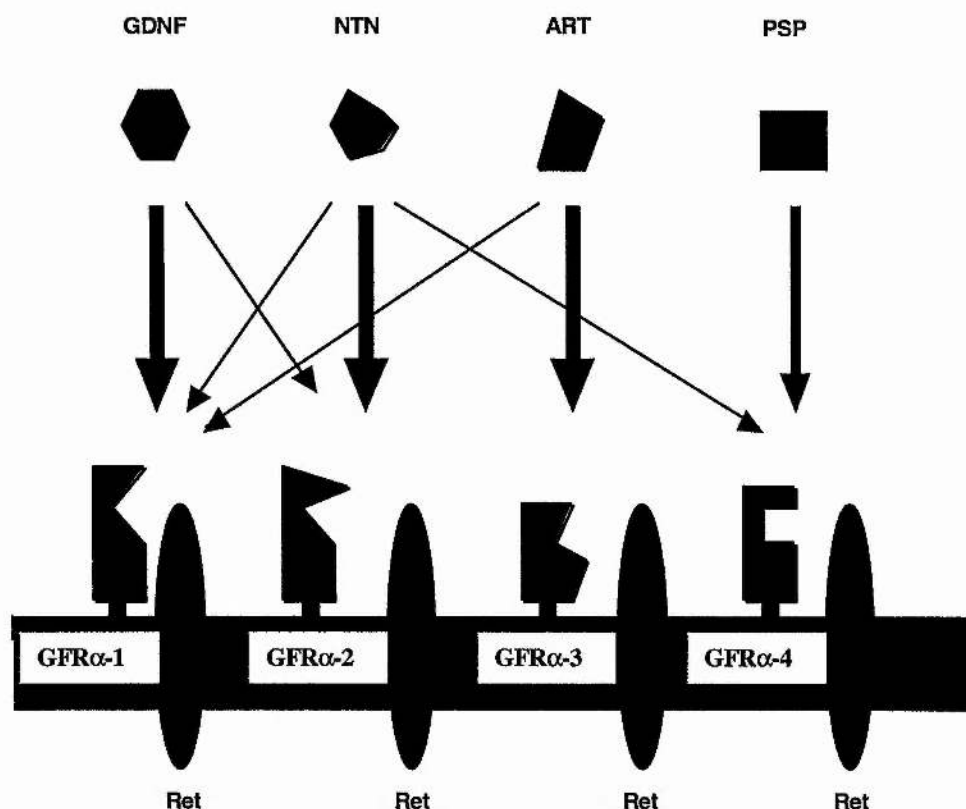 GDNF NTN ART PSP
GFRα-1 GFRα-2 GFRα-3 GFRα-4
Ret Ret Ret Ret